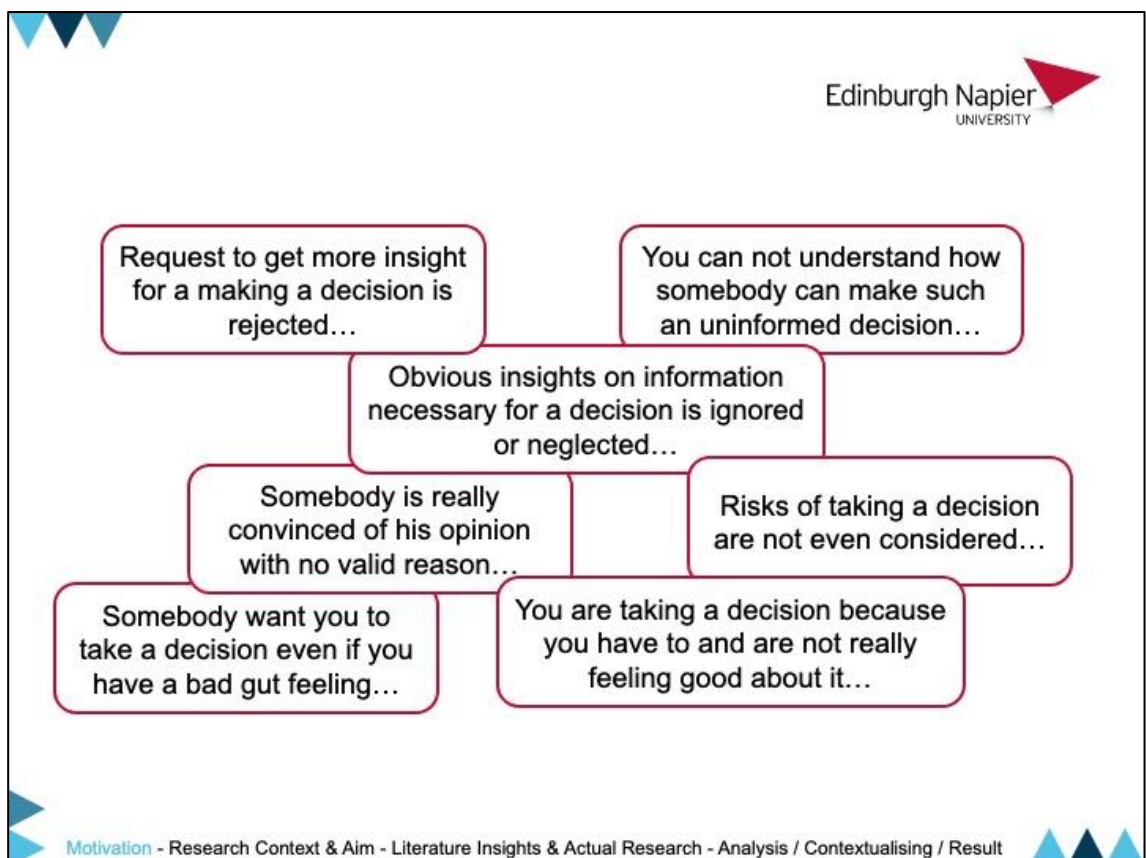 Edinburgh Napier
UNIVERSITY
Request to get more insight
for a making a decision is
rejected…
You can not understand how
somebody can make such
an uninformed decision…
Obvious insights on information
necessary for a decision is ignored
or neglected…
Somebody is really
convinced of his opinion
with no valid reason…
Risks of taking a decision
are not even considered…
Somebody want you to
take a decision even if you
have a bad gut feeling…
You are taking a decision because
you have to and are not really
feeling good about it…
Motivation - Research Context & Aim - Literature Insights & Actual Research - Analysis / Contextualising / Result